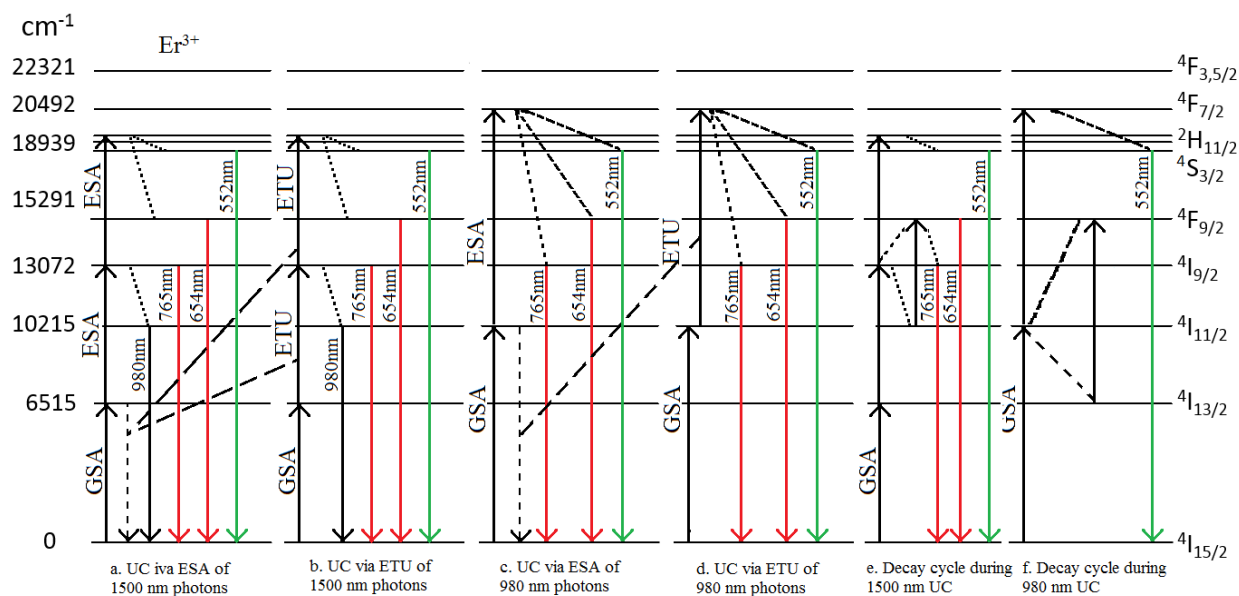 cm-1
Er3+
22321
20492
18939
15291
13072
10215
6515
0
4F3,5/2
4F7/2
2H11/2
4S3/2
4F9/2
4I9/2
4I11/2
4I13/2
4I15/2
GSA
ESA
ESA
980nm
765nm
654nm
552nm
a. UC iva ESA of
1500 nm photons
GSA
ETU
ETU
980nm
765nm
654nm
552nm
b. UC via ETU of
1500 nm photons
GSA
ESA
765nm
654nm
552nm
c. UC via ESA of
980 nm photons
GSA
ETU
765nm
654nm
552nm
d. UC via ETU of
980 nm photons
GSA
765nm
654nm
552nm
e. Decay cycle during
1500 nm UC
GSA
552nm
f. Decay cycle during
980 nm UC